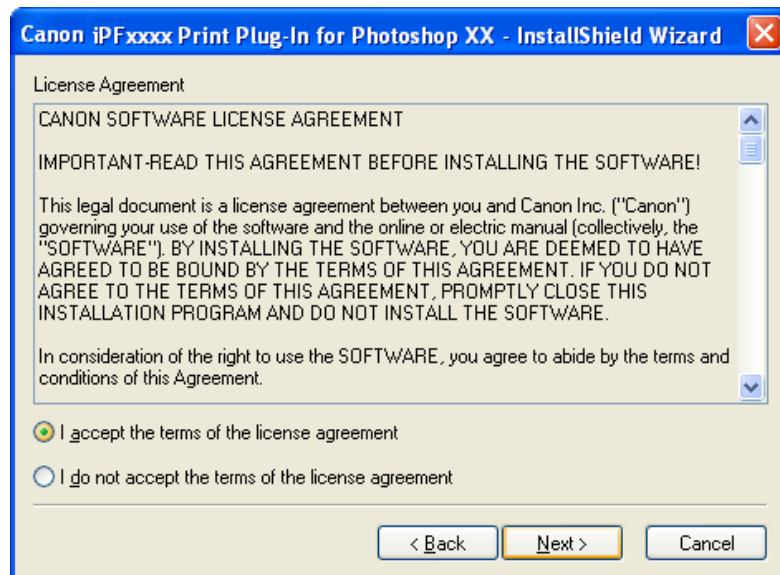 Canon iPFxxxx Print Plug-In for Photoshop XX - InstallShield Wizard
License Agreement
CANON SOFTWARE LICENSE AGREEMENT
IMPORTANT-READ THIS AGREEMENT BEFORE INSTALLING THE SOFTWARE!
This legal document is a license agreement between you and Canon Inc. ("Canon")
governing your use of the software and the online or electric manual (collectively, the
"SOFTWARE"). BY INSTALLING THE SOFTWARE, YOU ARE DEEMED TO HAVE
AGREED TO BE BOUND BY THE TERMS OF THIS AGREEMENT. IF YOU DO NOT
AGREE TO THE TERMS OF THIS AGREEMENT, PROMPTLY CLOSE THIS
INSTALLATION PROGRAM AND DO NOT INSTALL THE SOFTWARE.
In consideration of the right to use the SOFTWARE, you agree to abide by the terms and
conditions of this Agreement.
I accept the terms of the license agreement
I do not accept the terms of the license agreement
< Back Next > Cancel